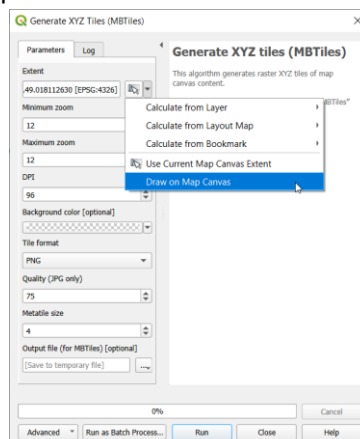 Generate XYZ Tiles (MBTiles)
Parameters
Log
Generate XYZ tiles (MBTiles)
This algorithm generates raster XYZ tiles of map
canvas content.
Extent
.49.018112630 [EPSG:4326]
Minimum zoom
12
Maximum zoom
12
DPI
96
Calculate from Layer
Calculate from Layout Map
Calculate from Bookmark
Use Current Map Canvas Extent
Draw on Map Canvas
Background color [optional]
Tile format
PNG
Quality (JPG only)
75
Metatile size
4
Output file (for MBTiles) [optional]
[Save to temporary file]
...
0%
Cancel
Advanced
Run as Batch Process...
Run
Close
Help